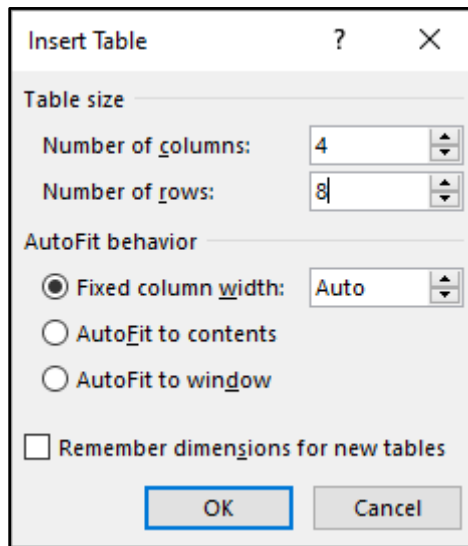 Insert Table ? ×
Table size
Number of columns: 4
Number of rows: 8
AutoFit behavior
Fixed column width: Auto
AutoFit to contents
AutoFit to window
Remember dimensions for new tables
OK Cancel